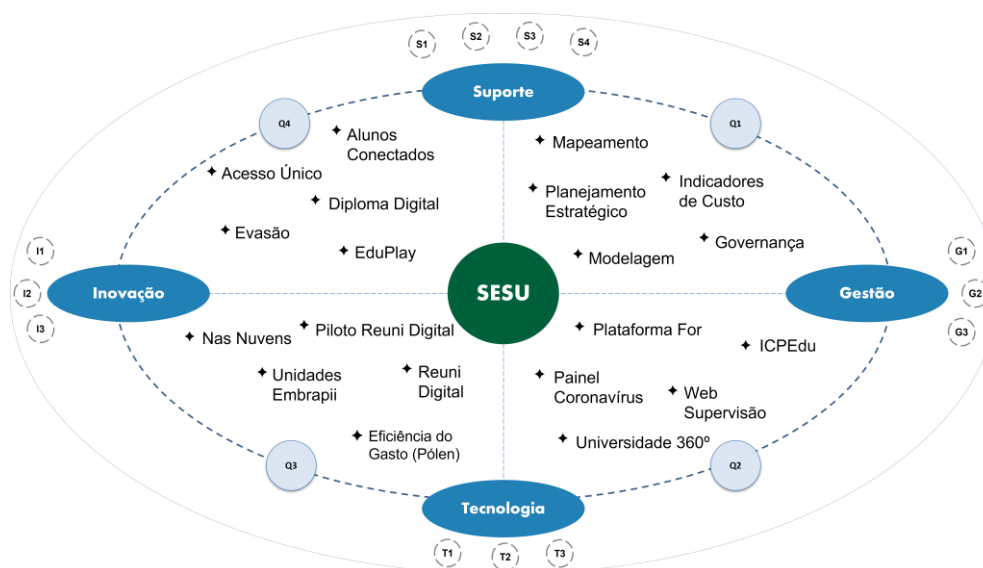 S1
S2
S3
S4
Suporte
Q4
Q1
Alunos
Conectados
Acesso Único
Diploma Digital
Evasão
EduPlay
Mapeamento
Planejamento
Estratégico
Indicadores
de Custo
Governança
Modelagem
I1
I2
I3
Inovação
SESU
Gestão
G1
G2
G3
Nas Nuvens
Piloto Reuni Digital
Unidades
Embrapii
Reuni
Digital
Eficiência do
Gasto (Pólen)
Plataforma For
ICPEdu
Painel
Coronavírus
Web
Supervisão
Universidade 360º
Q3
Q2
Tecnologia
T1
T2
T3